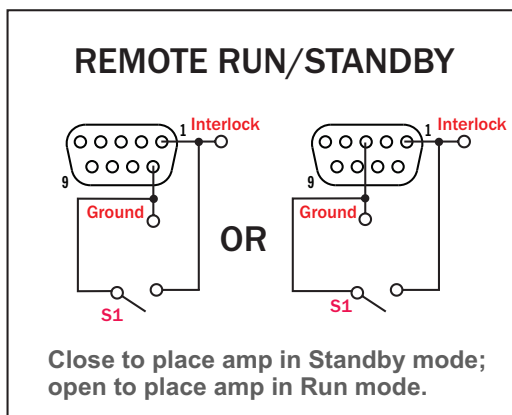 REMOTE RUN/STANDBY
1 Interlock
9
Ground
S1
OR
1 Interlock
9
Ground
S1
Close to place amp in Standby mode;
open to place amp in Run mode.